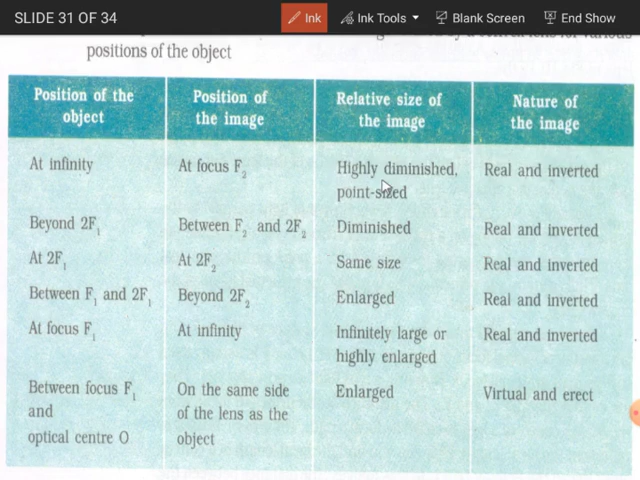 SLIDE 31 OF 34
Ink
Ink Tools
Blank Screen
End Show
by a convex lens for various
positions of the object
Position of the object
Position of the image
Relative size of the image
Nature of the image
At infinity
At focus F₂
Highly diminished, point-sized
Real and inverted
Beyond 2F₁
Between F₂ and 2F₂
Diminished
Real and inverted
At 2F₁
At 2F₂
Same size
Real and inverted
Between F₁ and 2F₁
Beyond 2F₂
Enlarged
Real and inverted
At focus F₁
At infinity
Infinitely large or highly enlarged
Real and inverted
Between focus F₁ and optical centre O
On the same side of the lens as the object
Enlarged
Virtual and erect